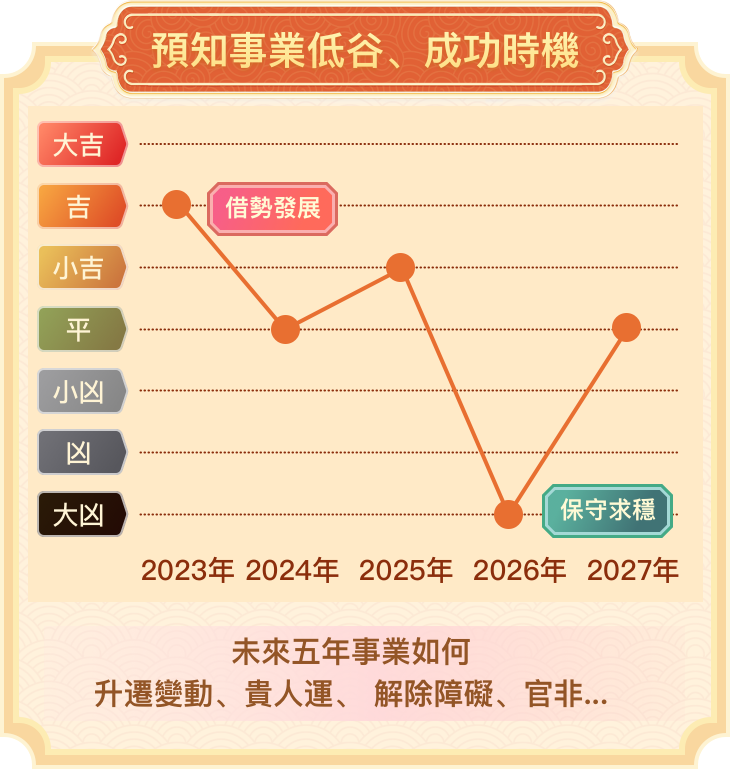 預知事業低谷、成功時機
大吉
吉
借勢發展
小吉
平
小凶
凶
大凶
保守求穩
2023年 2024年 2025年 2026年 2027年
未來五年事業如何
升遷變動、貴人運、 解除障礙、官非...